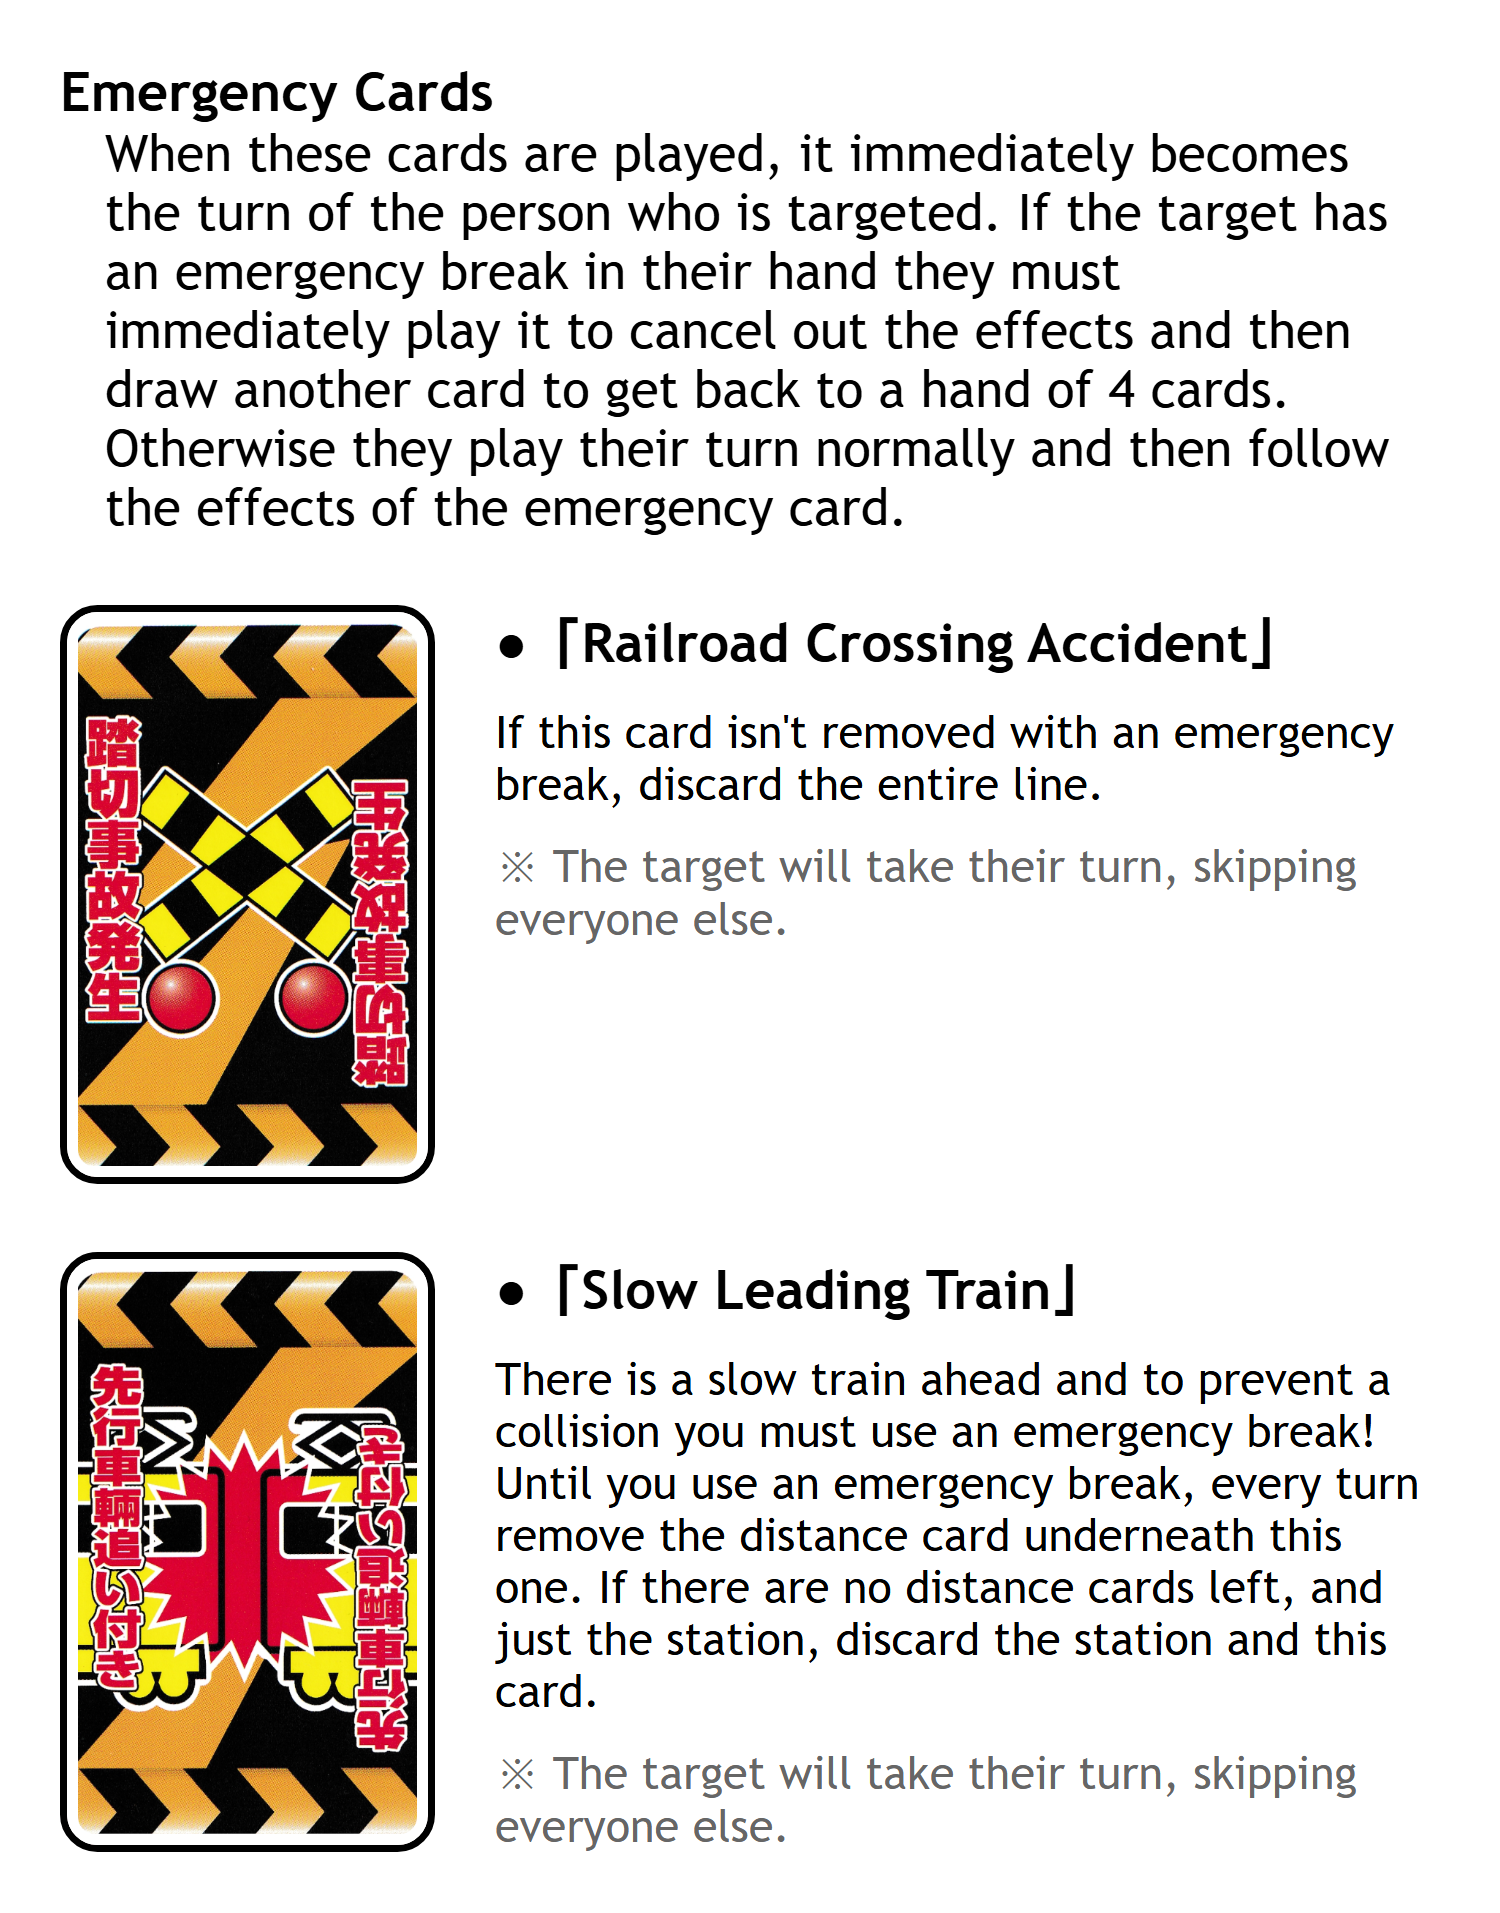 Emergency Cards
When these cards are played, it immediately becomes
the turn of the person who is targeted. If the target has
an emergency break in their hand they must
immediately play it to cancel out the effects and then
draw another card to get back to a hand of 4 cards.
Otherwise they play their turn normally and then follow
the effects of the emergency card.
踏切事故発生
踏切事故発生
● 「Railroad Crossing Accident」
If this card isn't removed with an emergency
break, discard the entire line.
※ The target will take their turn, skipping
everyone else.
先行車輌追い付き
先行車輌追い付き
● 「Slow Leading Train」
There is a slow train ahead and to prevent a
collision you must use an emergency break!
Until you use an emergency break, every turn
remove the distance card underneath this
one. If there are no distance cards left, and
just the station, discard the station and this
card.
※ The target will take their turn, skipping
everyone else.